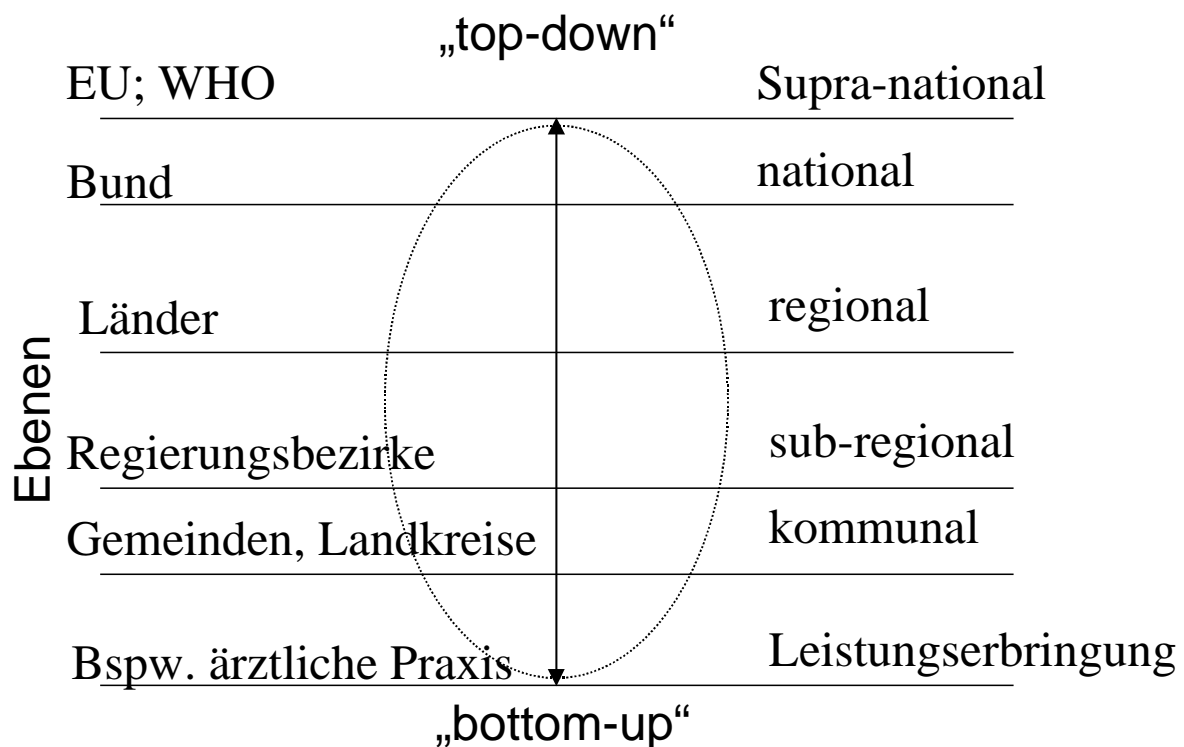 „top-down“
EU; WHO Supra-national
Bund national
Länder regional
Ebenen
Regierungsbezirke sub-regional
Gemeinden, Landkreise kommunal
Bspw. ärztliche Praxis Leistungserbringung
„bottom-up“